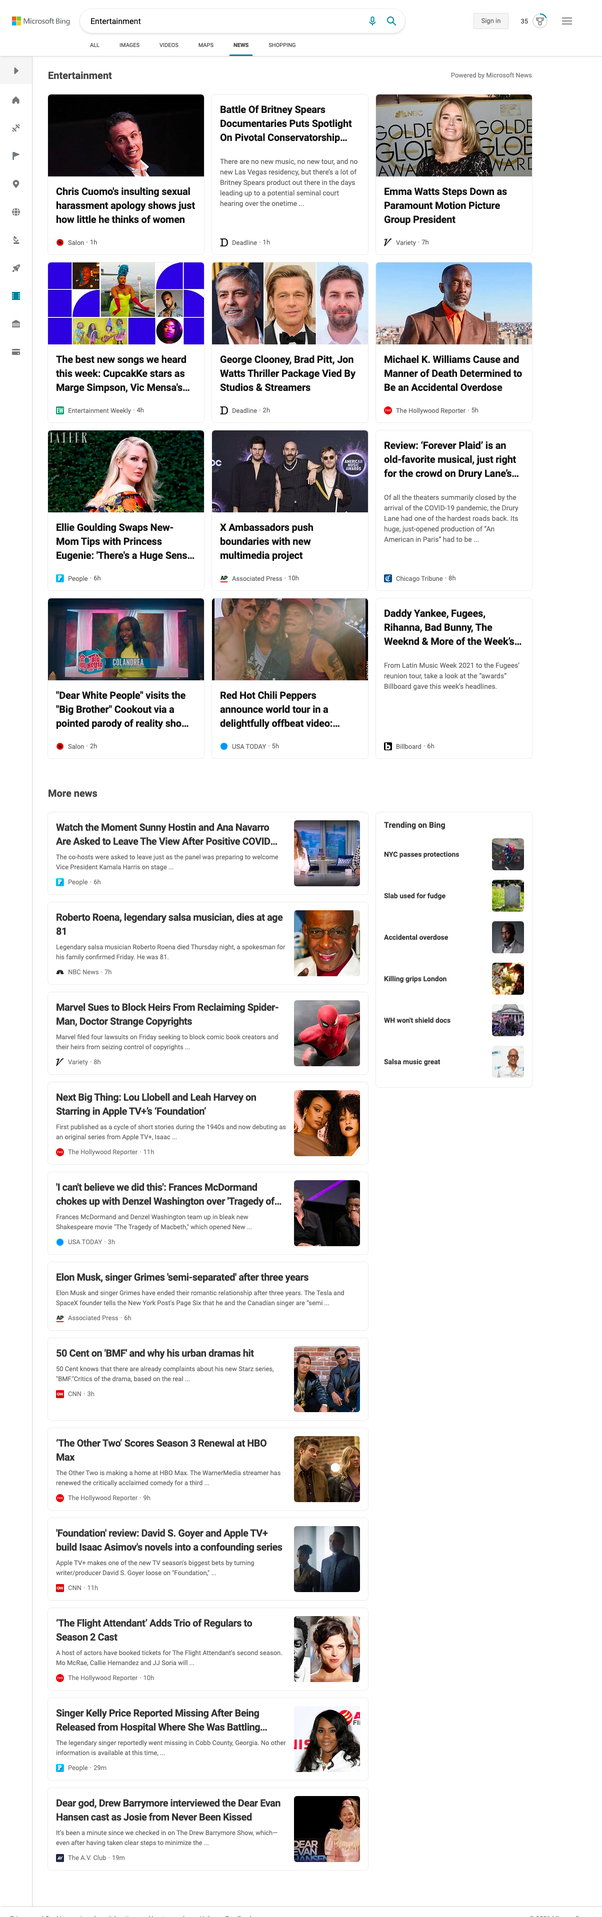 Microsoft Bing
Entertainment
Sign in
35
ALL
IMAGES
VIDEOS
MAPS
NEWS
SHOPPING
Entertainment
Powered by Microsoft News
Chris Cuomo's insulting sexual
harassment apology shows just
how little he thinks of women
Salon · 1h
Battle Of Britney Spears
Documentaries Puts Spotlight
On Pivotal Conservatorship...
There are no new music, no new tour, and no
new Las Vegas residency, but there's a lot of
Britney Spears product out there in the days
leading up to a potential seminal court
hearing over the onetime ...
Deadline · 1h
Emma Watts Steps Down as
Paramount Motion Picture
Group President
Variety · 7h
The best new songs we heard
this week: CupcakKe stars as
Marge Simpson, Vic Mensa's...
Entertainment Weekly · 4h
George Clooney, Brad Pitt, Jon
Watts Thriller Package Vied By
Studios & Streamers
Deadline · 2h
Michael K. Williams Cause and
Manner of Death Determined to
Be an Accidental Overdose
The Hollywood Reporter · 5h
TATLER
Ellie Goulding Swaps New-
Mom Tips with Princess
Eugenie: 'There's a Huge Sens...
People · 6h
AMERICAN
MUSIC
AWARDS
X Ambassadors push
boundaries with new
multimedia project
AP Associated Press · 10h
Review: ‘Forever Plaid’ is an
old-favorite musical, just right
for the crowd on Drury Lane’s...
Of all the theaters summarily closed by the
arrival of the COVID-19 pandemic, the Drury
Lane had one of the hardest roads back. Its
huge, just-opened production of “An
American in Paris” had to be ...
Chicago Tribune · 8h
COLANDREA
"Dear White People" visits the
"Big Brother" Cookout via a
pointed parody of reality sho...
Salon · 2h
Red Hot Chili Peppers
announce world tour in a
delightfully offbeat video:...
USA TODAY · 5h
Daddy Yankee, Fugees,
Rihanna, Bad Bunny, The
Weeknd & More of the Week’s...
From Latin Music Week 2021 to the Fugees'
reunion tour, take a look at the “awards”
Billboard gave this week's headlines.
Billboard · 6h
More news
Watch the Moment Sunny Hostin and Ana Navarro
Are Asked to Leave The View After Positive COVID...
The co-hosts were asked to leave just as the panel was preparing to welcome
Vice President Kamala Harris on stage ...
People · 6h
Roberto Roena, legendary salsa musician, dies at age
81
Legendary salsa musician Roberto Roena died Thursday night, a spokesman for
his family confirmed Friday. He was 81.
NBC News · 7h
Marvel Sues to Block Heirs From Reclaiming Spider-
Man, Doctor Strange Copyrights
Marvel filed four lawsuits on Friday seeking to block comic book creators and
their heirs from seizing control of copyrights ...
Variety · 8h
Next Big Thing: Lou Llobell and Leah Harvey on
Starring in Apple TV+’s ‘Foundation’
First published as a cycle of short stories during the 1940s and now debuting as
an original series from Apple TV+, Isaac ...
The Hollywood Reporter · 11h
'I can't believe we did this': Frances McDormand
chokes up with Denzel Washington over 'Tragedy of...
Frances McDormand and Denzel Washington team up in bleak new
Shakespeare movie "The Tragedy of Macbeth," which opened New ...
USA TODAY · 3h
Elon Musk, singer Grimes 'semi-separated' after three years
Elon Musk and singer Grimes have ended their romantic relationship after three years. The Tesla and
SpaceX founder tells the New York Post's Page Six that he and the Canadian singer are “semi ...
AP Associated Press · 6h
50 Cent on 'BMF' and why his urban dramas hit
50 Cent knows that there are already complaints about his new Starz series,
"BMF."Critics of the drama, based on the real ...
CNN · 3h
‘The Other Two’ Scores Season 3 Renewal at HBO
Max
The Other Two is making a home at HBO Max. The WarnerMedia streamer has
renewed the critically acclaimed comedy for a third ...
The Hollywood Reporter · 9h
'Foundation' review: David S. Goyer and Apple TV+
build Isaac Asimov's novels into a confounding series
Apple TV+ makes one of the new TV season's biggest bets by turning
writer/producer David S. Goyer loose on "Foundation," ...
CNN · 11h
‘The Flight Attendant’ Adds Trio of Regulars to
Season 2 Cast
A host of actors have booked tickets for The Flight Attendant's second season.
Mo McRae, Callie Hernandez and JJ Soria will ...
The Hollywood Reporter · 10h
Singer Kelly Price Reported Missing After Being
Released from Hospital Where She Was Battling...
The legendary singer reportedly went missing in Cobb County, Georgia. No other
information is available at this time, ...
People · 29m
Dear god, Drew Barrymore interviewed the Dear Evan
Hansen cast as Josie from Never Been Kissed
It's been a minute since we checked in on The Drew Barrymore Show, which—
even after having taken clear steps to minimize the ...
The A.V. Club · 19m
DEAR
EVAN
HANSEN
Trending on Bing
NYC passes protections
Slab used for fudge
Accidental overdose
Killing grips London
WH won't shield docs
Salsa music great